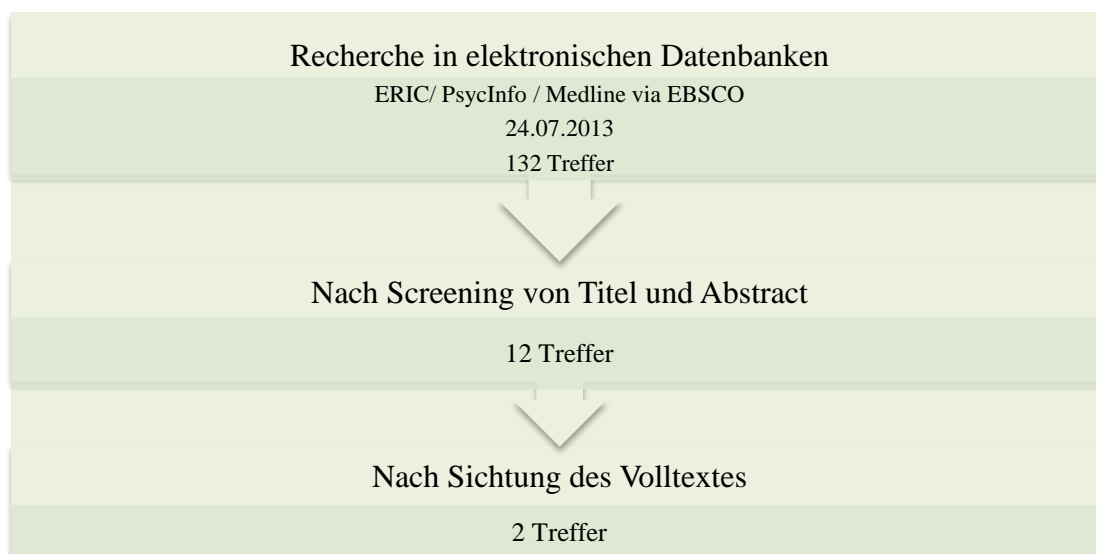 Recherche in elektronischen Datenbanken
ERIC/ PsycInfo / Medline via EBSCO
24.07.2013
132 Treffer
Nach Screening von Titel und Abstract
12 Treffer
Nach Sichtung des Volltextes
2 Treffer